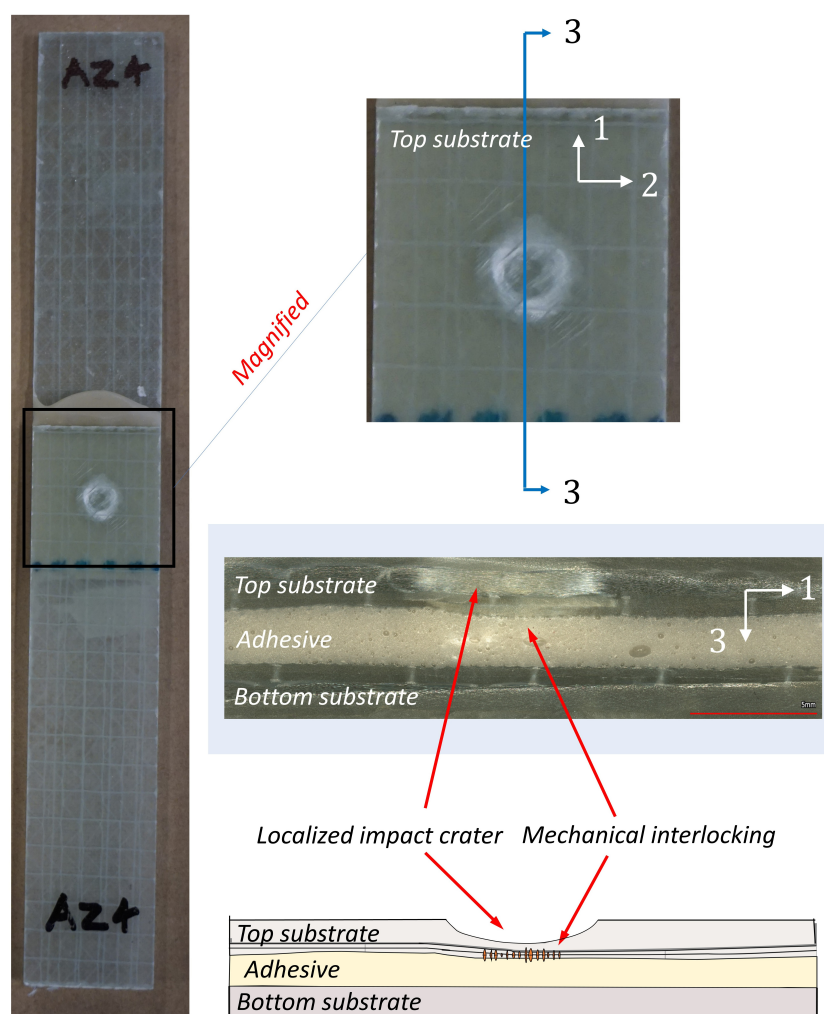 AZ4
3
Top substrate
1
2
Magnified
3
Top substrate
1
Adhesive
3
Bottom substrate
5mm
AZ4
Localized impact crater
Mechanical interlocking
Top substrate
Adhesive
Bottom substrate